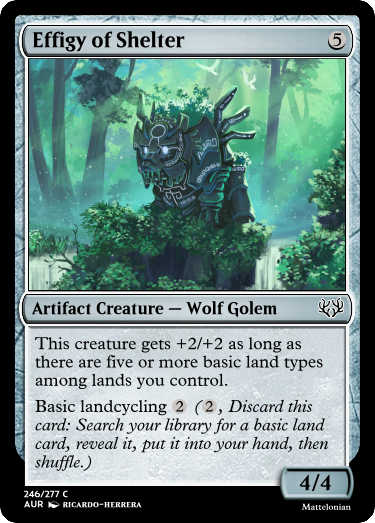 Effigy of Shelter 5
Artifact Creature — Wolf Golem
This creature gets +2/+2 as long as
there are five or more basic land types
among lands you control.
Basic landcycling 2 (2, Discard this
card: Search your library for a basic land
card, reveal it, put it into your hand, then
shuffle.)
4/4
246/277 C
AUR RICARDO-HERRERA
Mattelonian